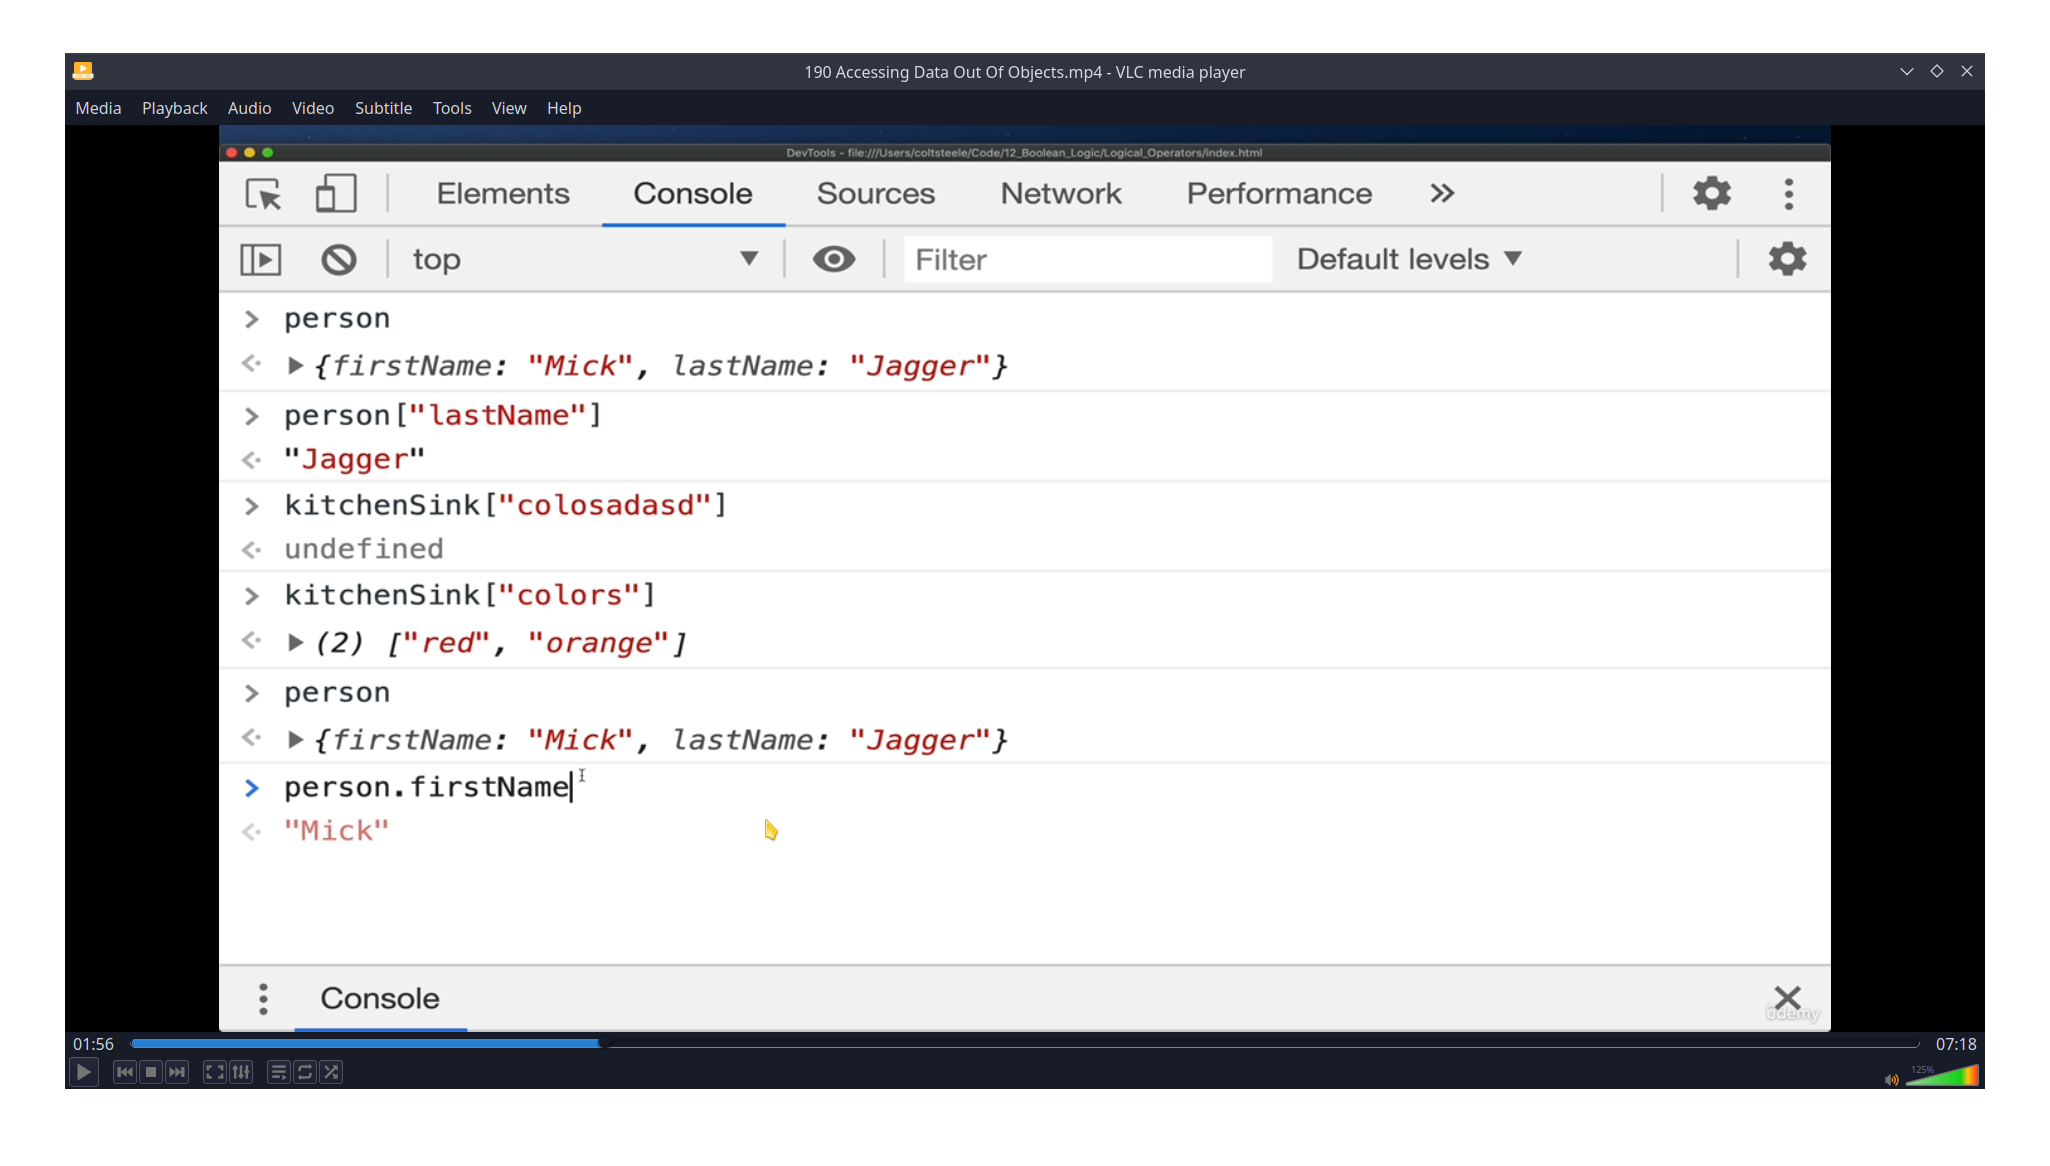 190 Accessing Data Out Of Objects.mp4 - VLC media player
Media Playback Audio Video Subtitle Tools View Help
DevTools - file:///Users/coltsteele/Code/12_Boolean_Logic/Logical_Operators/index.html
Elements Console Sources Network Performance »
top ▼ Filter Default levels ▼
> person
<· ▶ {firstName: "Mick", lastName: "Jagger"}
> person["lastName"]
<· "Jagger"
> kitchenSink["colosadasd"]
<· undefined
> kitchenSink["colors"]
<· ▶ (2) ["red", "orange"]
> person
<· ▶ {firstName: "Mick", lastName: "Jagger"}
> person.firstName
<· "Mick"
Console
udemy
01:56 07:18
125%